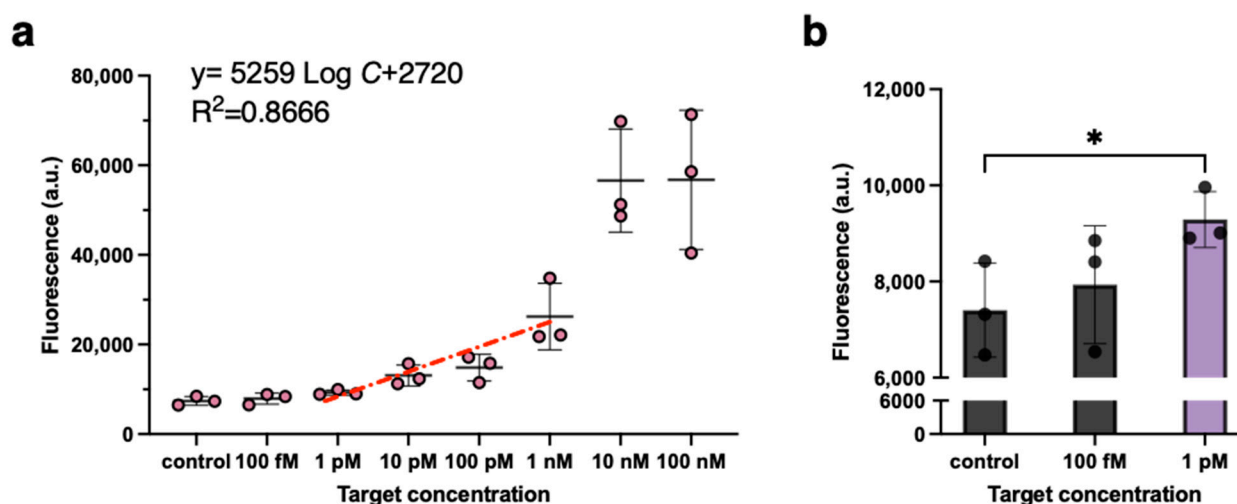 a
y= 5259 Log C+2720
R²=0.8666
80,000
60,000
40,000
20,000
0
Fluorescence (a.u.)
control 100 fM 1 pM 10 pM 100 pM 1 nM 10 nM 100 nM
Target concentration
b
12,000
10,000
8,000
6,000
6000
0
Fluorescence (a.u.)
*
control 100 fM 1 pM
Target concentration